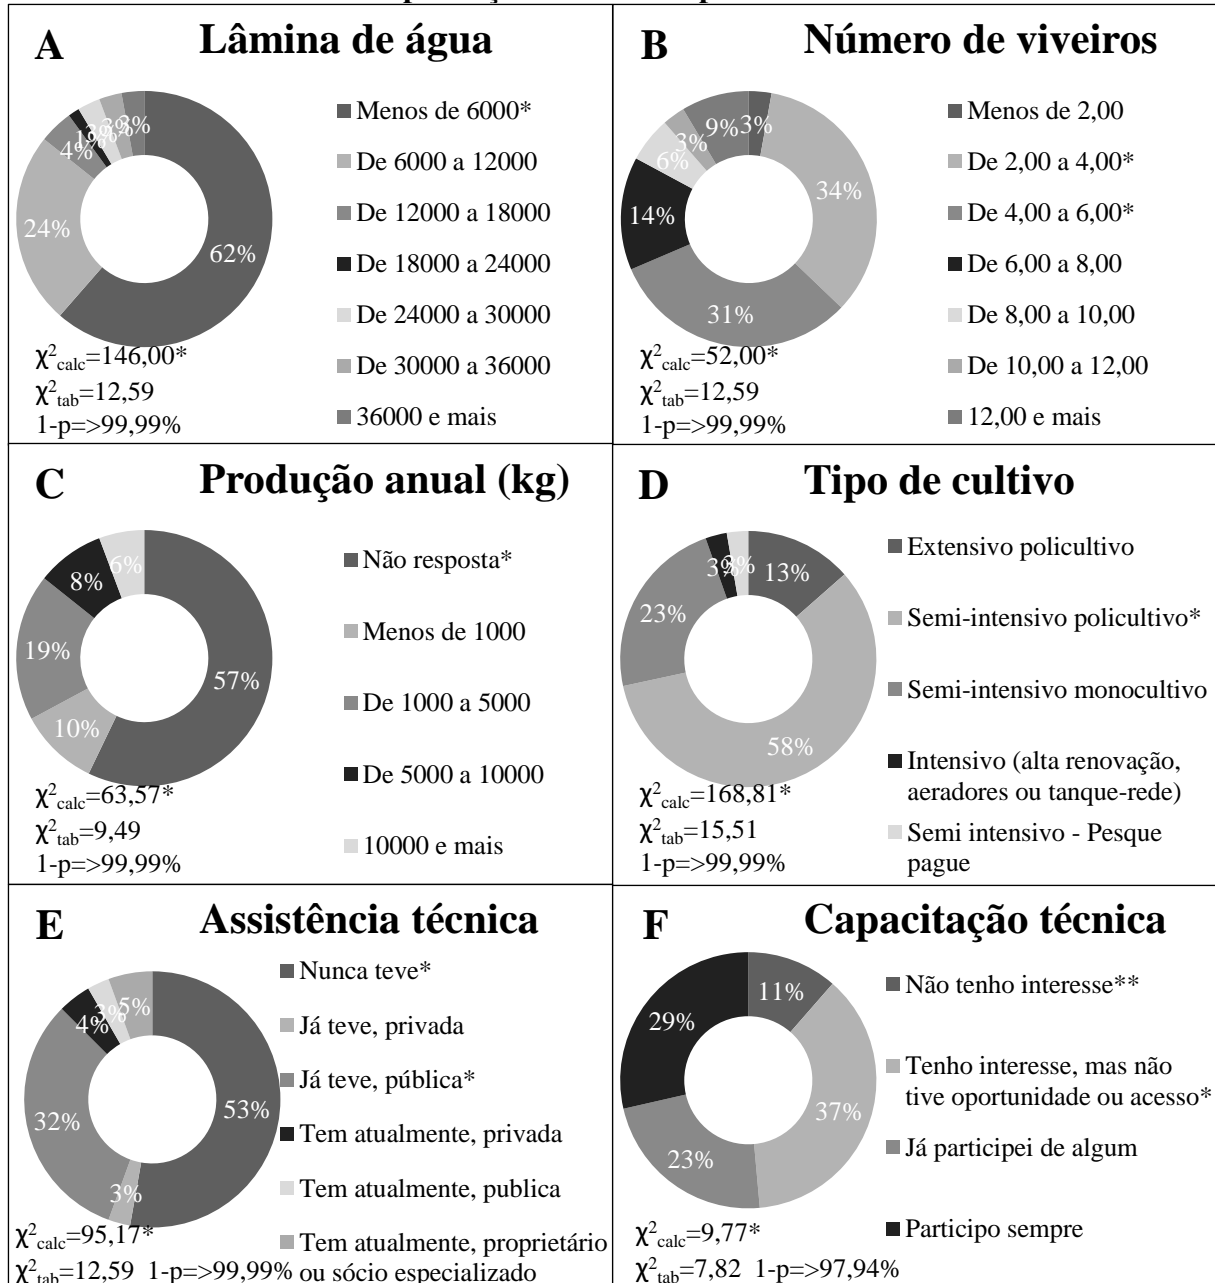 A Lâmina de água
62%
24%
4%
1%
3%
3%
3%
Menos de 6000*
De 6000 a 12000
De 12000 a 18000
De 18000 a 24000
De 24000 a 30000
De 30000 a 36000
36000 e mais
χ²calc=146,00*
χ²tab=12,59
1-p=>99,99%
B Número de viveiros
3%
34%
31%
14%
6%
3%
9%
Menos de 2,00
De 2,00 a 4,00*
De 4,00 a 6,00*
De 6,00 a 8,00
De 8,00 a 10,00
De 10,00 a 12,00
12,00 e mais
χ²calc=52,00*
χ²tab=12,59
1-p=>99,99%
C Produção anual (kg)
57%
10%
19%
8%
6%
Não resposta*
Menos de 1000
De 1000 a 5000
De 5000 a 10000
10000 e mais
χ²calc=63,57*
χ²tab=9,49
1-p=>99,99%
D Tipo de cultivo
13%
58%
23%
3%
3%
Extensivo policultivo
Semi-intensivo policultivo*
Semi-intensivo monocultivo
Intensivo (alta renovação,
aeradores ou tanque-rede)
Semi intensivo - Pesque
pague
χ²calc=168,81*
χ²tab=15,51
1-p=>99,99%
E Assistência técnica
53%
3%
32%
4%
3%
5%
Nunca teve*
Já teve, privada
Já teve, pública*
Tem atualmente, privada
Tem atualmente, publica
Tem atualmente, proprietário
ou sócio especializado
χ²calc=95,17*
χ²tab=12,59 1-p=>99,99%
F Capacitação técnica
11%
37%
23%
29%
Não tenho interesse**
Tenho interesse, mas não
tive oportunidade ou acesso*
Já participei de algum
Participo sempre
χ²calc=9,77*
χ²tab=7,82 1-p=>97,94%